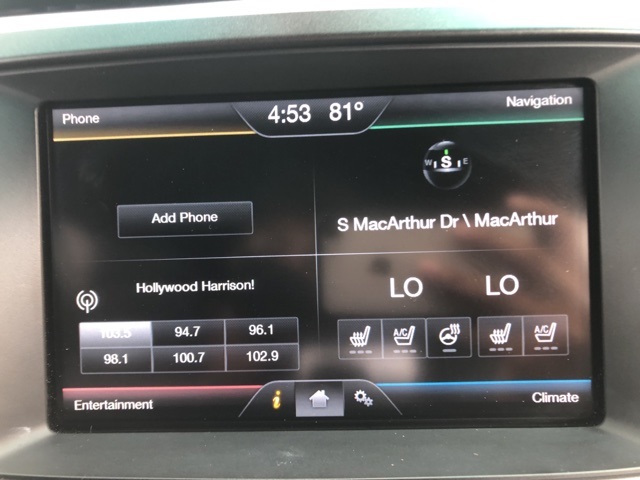 Phone
4:53 81°
Navigation
W S E
Add Phone
S MacArthur Dr \ MacArthur
Hollywood Harrison!
LO LO
103.5 94.7 96.1
98.1 100.7 102.9
A/C A/C
Entertainment
i
Climate